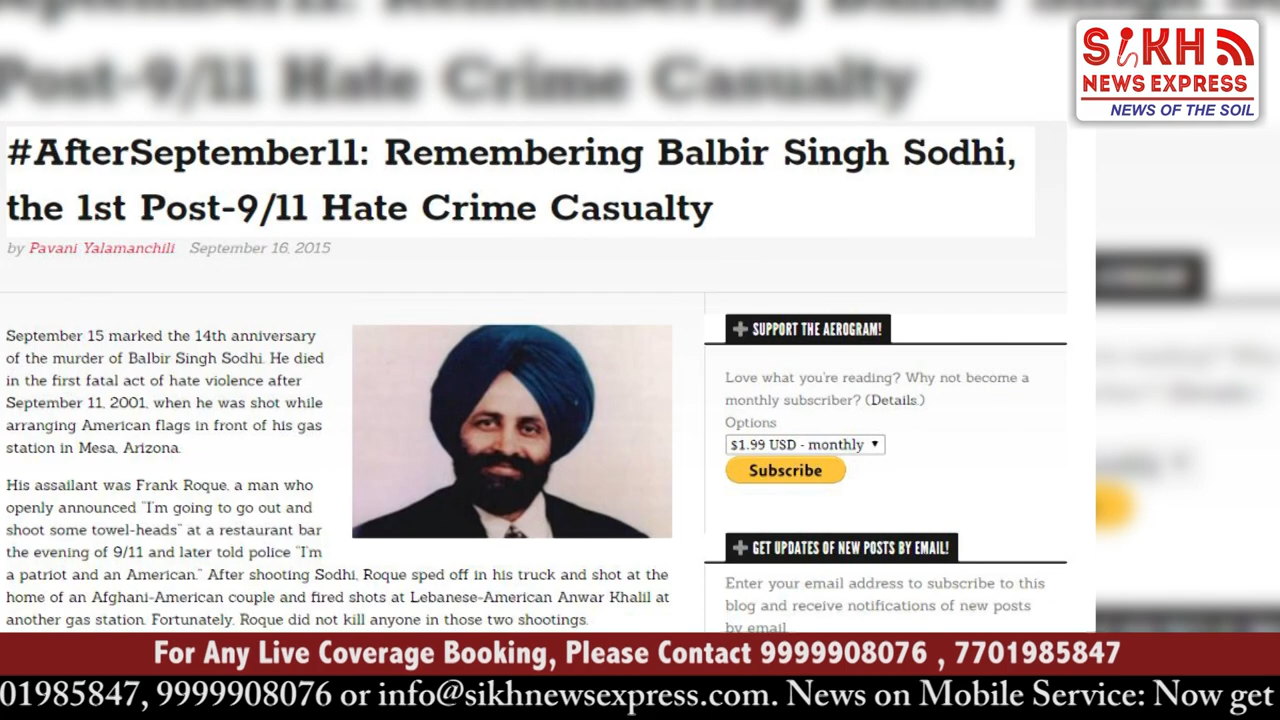 Post-9/11 Hate Crime Casualty
SiKH
NEWS EXPRESS
NEWS OF THE SOIL
#AfterSeptember11: Remembering Balbir Singh Sodhi,
the 1st Post-9/11 Hate Crime Casualty
by Pavani Yalamanchili September 16, 2015
September 15 marked the 14th anniversary
of the murder of Balbir Singh Sodhi. He died
in the first fatal act of hate violence after
September 11, 2001, when he was shot while
arranging American flags in front of his gas
station in Mesa, Arizona.
His assailant was Frank Roque, a man who
openly announced "I'm going to go out and
shoot some towel-heads" at a restaurant bar
the evening of 9/11 and later told police "I'm
a patriot and an American." After shooting Sodhi, Roque sped off in his truck and shot at the
home of an Afghani-American couple and fired shots at Lebanese-American Anwar Khalil at
another gas station. Fortunately, Roque did not kill anyone in those two shootings.
SUPPORT THE AEROGRAM!
Love what you're reading? Why not become a
monthly subscriber? (Details.)
Options
$1.99 USD - monthly
Subscribe
GET UPDATES OF NEW POSTS BY EMAIL!
Enter your email address to subscribe to this
blog and receive notifications of new posts
by email.
For Any Live Coverage Booking, Please Contact 9999908076 , 7701985847
01985847, 9999908076 or info@sikhnewsexpress.com. News on Mobile Service: Now get